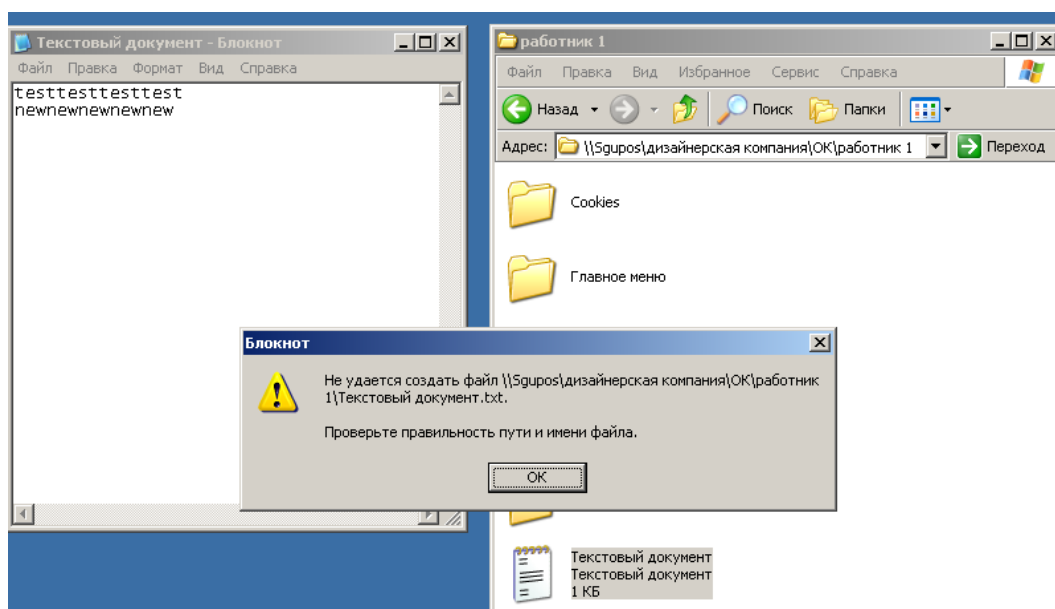 Текстовый документ - Блокнот
Файл Правка Формат Вид Справка
testtesttesttest
newnewnewnewnew
работник 1
Файл Правка Вид Избранное Сервис Справка
Назад Поиск Папки
Адрес: \\Sgupos\дизайнерская компания\ОК\работник 1 Переход
Cookies
Главное меню
Блокнот
Не удается создать файл \\Sgupos\дизайнерская компания\ОК\работник
1\Текстовый документ.txt.
Проверьте правильность пути и имени файла.
ОК
Текстовый документ
Текстовый документ
1 КБ